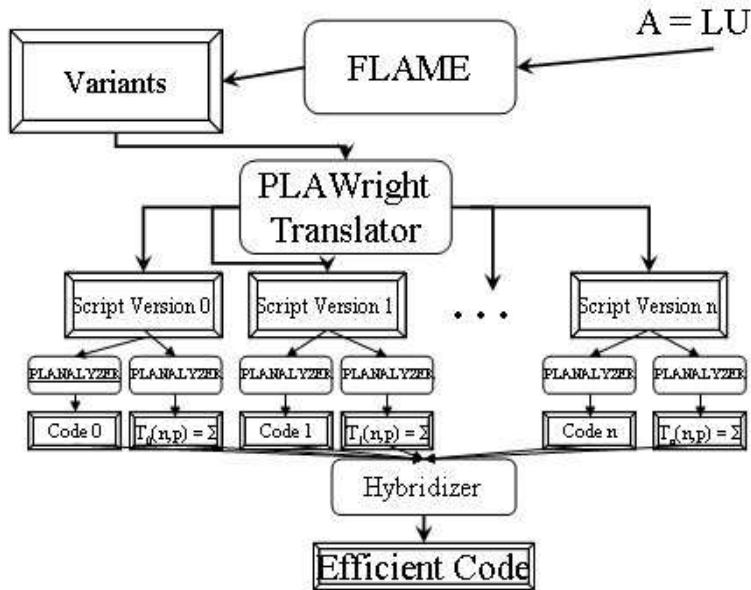 A = LU
FLAME
Variants
PLAWright
Translator
Script Version 0
Script Version 1
. . .
Script Version n
PLANALYZER
PLANALYZER
PLANALYZER
PLANALYZER
PLANALYZER
PLANALYZER
Code 0
T₀(n,p) = Σ
Code 1
T₁(n,p) = Σ
Code n
Tₙ(n,p) = Σ
Hybridizer
Efficient Code